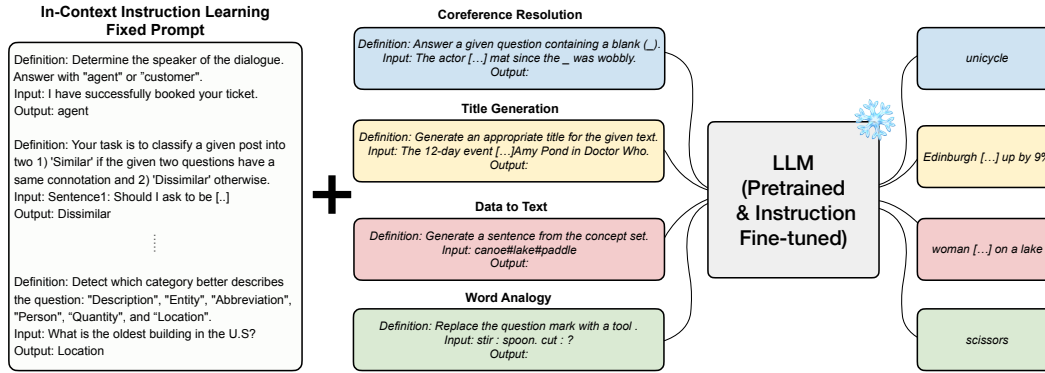 In-Context Instruction Learning
Fixed Prompt
Definition: Determine the speaker of the dialogue.
Answer with "agent" or ”customer".
Input: I have successfully booked your ticket.
Output: agent
Definition: Your task is to classify a given post into
two 1) 'Similar' if the given two questions have a
same connotation and 2) 'Dissimilar' otherwise.
Input: Sentence1: Should I ask to be [..]
Output: Dissimilar
Definition: Detect which category better describes
the question: "Description", "Entity", "Abbreviation",
"Person", “Quantity", and “Location".
Input: What is the oldest building in the U.S?
Output: Location
+
Coreference Resolution
Definition: Answer a given question containing a blank (_).
Input: The actor […] mat since the _ was wobbly.
Output:
Title Generation
Definition: Generate an appropriate title for the given text.
Input: The 12-day event […]Amy Pond in Doctor Who.
Output:
Data to Text
Definition: Generate a sentence from the concept set.
Input: canoe#lake#paddle
Output:
Word Analogy
Definition: Replace the question mark with a tool .
Input: stir : spoon. cut : ?
Output:
LLM
(Pretrained
& Instruction
Fine-tuned)
unicycle
Edinburgh […] up by 9%
woman […] on a lake
scissors